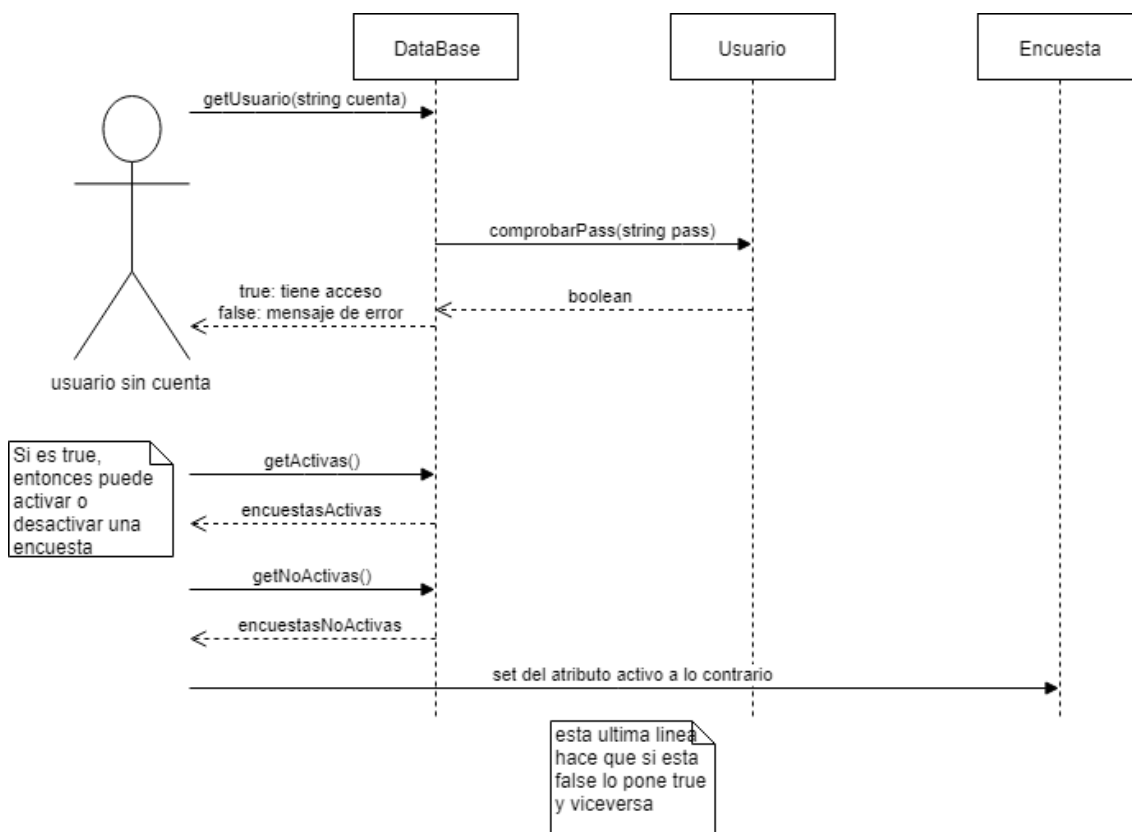 DataBase
Usuario
Encuesta
getUsuario(string cuenta)
comprobarPass(string pass)
true: tiene acceso
false: mensaje de error
boolean
usuario sin cuenta
Si es true,
entonces puede
activar o
desactivar una
encuesta
getActivas()
encuestasActivas
getNoActivas()
encuestasNoActivas
set del atributo activo a lo contrario
esta ultima linea
hace que si esta
false lo pone true
y viceversa